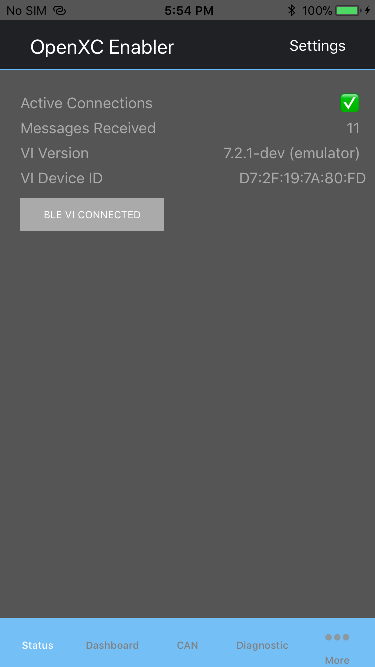 No SIM 5:54 PM 100%
OpenXC Enabler Settings
Active Connections
Messages Received 11
VI Version 7.2.1-dev (emulator)
VI Device ID D7:2F:19:7A:80:FD
BLE VI CONNECTED
Status Dashboard CAN Diagnostic More